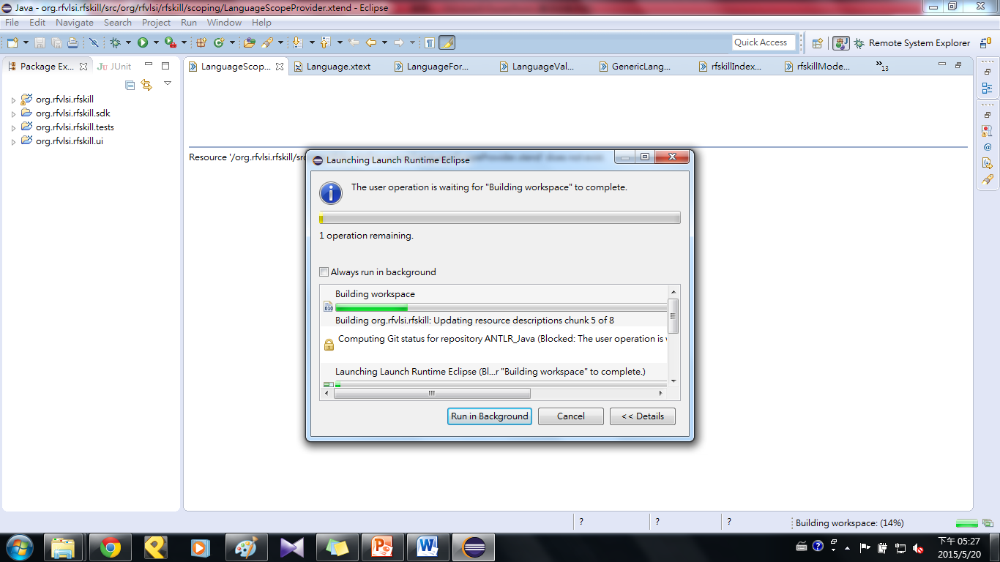 Java - org.rfvlsi.rfskill/src/org/rfvlsi/rfskill/scoping/LanguageScopeProvider.xtend - Eclipse
File Edit Navigate Search Project Run Window Help
Quick Access
Remote System Explorer
Package Ex...
JUnit
LanguageScop...
Language.xtext
LanguageFor...
LanguageVal...
GenericLang...
rfskillIndex...
rfskillMode...
»13
org.rfvlsi.rfskill
org.rfvlsi.rfskill.sdk
org.rfvlsi.rfskill.tests
org.rfvlsi.rfskill.ui
Resource '/org.rfvlsi.rfskill/src
Launching Launch Runtime Eclipse
The user operation is waiting for "Building workspace" to complete.
1 operation remaining.
Always run in background
Building workspace
010
Building org.rfvlsi.rfskill: Updating resource descriptions chunk 5 of 8
Computing Git status for repository ANTLR_Java (Blocked: The user operation is
Launching Launch Runtime Eclipse (Bl...r "Building workspace" to complete.)
Run in Background
Cancel
<< Details
? ? ?
Building workspace: (14%)
下午 05:27
2015/5/20